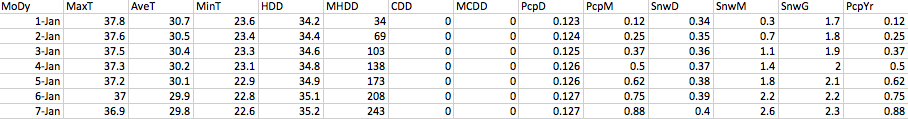 MoDy MaxT AveT MinT HDD MHDD CDD MCDD PcpD PcpM SnwD SnwM SnwG PcpYr
1-Jan 37.8 30.7 23.6 34.2 34 0 0 0.123 0.12 0.34 0.3 1.7 0.12
2-Jan 37.6 30.5 23.4 34.4 69 0 0 0.124 0.25 0.35 0.7 1.8 0.25
3-Jan 37.5 30.4 23.3 34.6 103 0 0 0.125 0.37 0.36 1.1 1.9 0.37
4-Jan 37.3 30.2 23.1 34.8 138 0 0 0.126 0.5 0.37 1.4 2 0.5
5-Jan 37.2 30.1 22.9 34.9 173 0 0 0.126 0.62 0.38 1.8 2.1 0.62
6-Jan 37 29.9 22.8 35.1 208 0 0 0.127 0.75 0.39 2.2 2.2 0.75
7-Jan 36.9 29.8 22.6 35.2 243 0 0 0.127 0.88 0.4 2.6 2.3 0.88